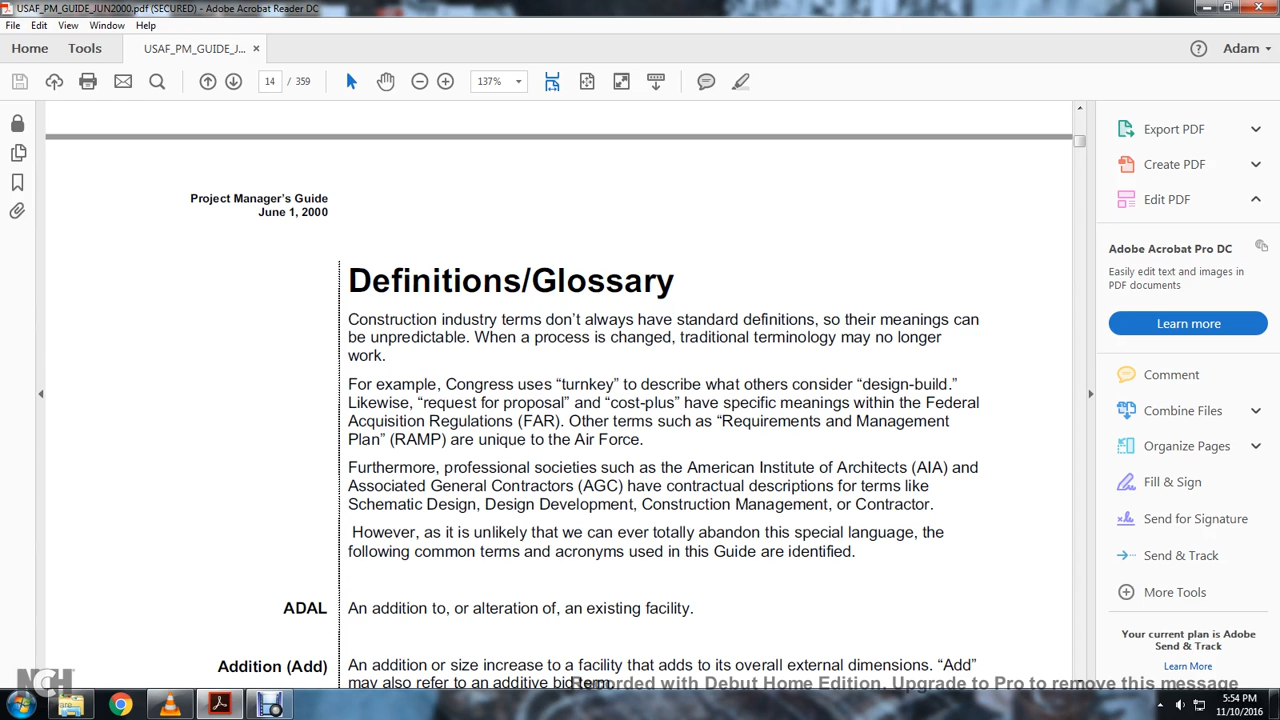 USAF_PM_GUIDE_JUN2000.pdf (SECURED) - Adobe Acrobat Reader DC
File Edit View Window Help
Home Tools USAF_PM_GUIDE_J... × Adam
14 / 359 137%
Project Manager's Guide
June 1, 2000
Definitions/Glossary
Construction industry terms don't always have standard definitions, so their meanings can
be unpredictable. When a process is changed, traditional terminology may no longer
work.
For example, Congress uses “turnkey” to describe what others consider “design-build.”
Likewise, “request for proposal” and “cost-plus” have specific meanings within the Federal
Acquisition Regulations (FAR). Other terms such as “Requirements and Management
Plan” (RAMP) are unique to the Air Force.
Furthermore, professional societies such as the American Institute of Architects (AIA) and
Associated General Contractors (AGC) have contractual descriptions for terms like
Schematic Design, Design Development, Construction Management, or Contractor.
However, as it is unlikely that we can ever totally abandon this special language, the
following common terms and acronyms used in this Guide are identified.
ADAL An addition to, or alteration of, an existing facility.
Addition (Add) An addition or size increase to a facility that adds to its overall external dimensions. “Add”
may also refer to an additive bid item.
Export PDF
Create PDF
Edit PDF
Adobe Acrobat Pro DC
Easily edit text and images in
PDF documents
Learn more
Comment
Combine Files
Organize Pages
Fill & Sign
Send for Signature
Send & Track
More Tools
Your current plan is Adobe
Send & Track
Learn More
NCH
Recorded with Debut Home Edition. Upgrade to Pro to remove this message
5:54 PM
11/10/2016